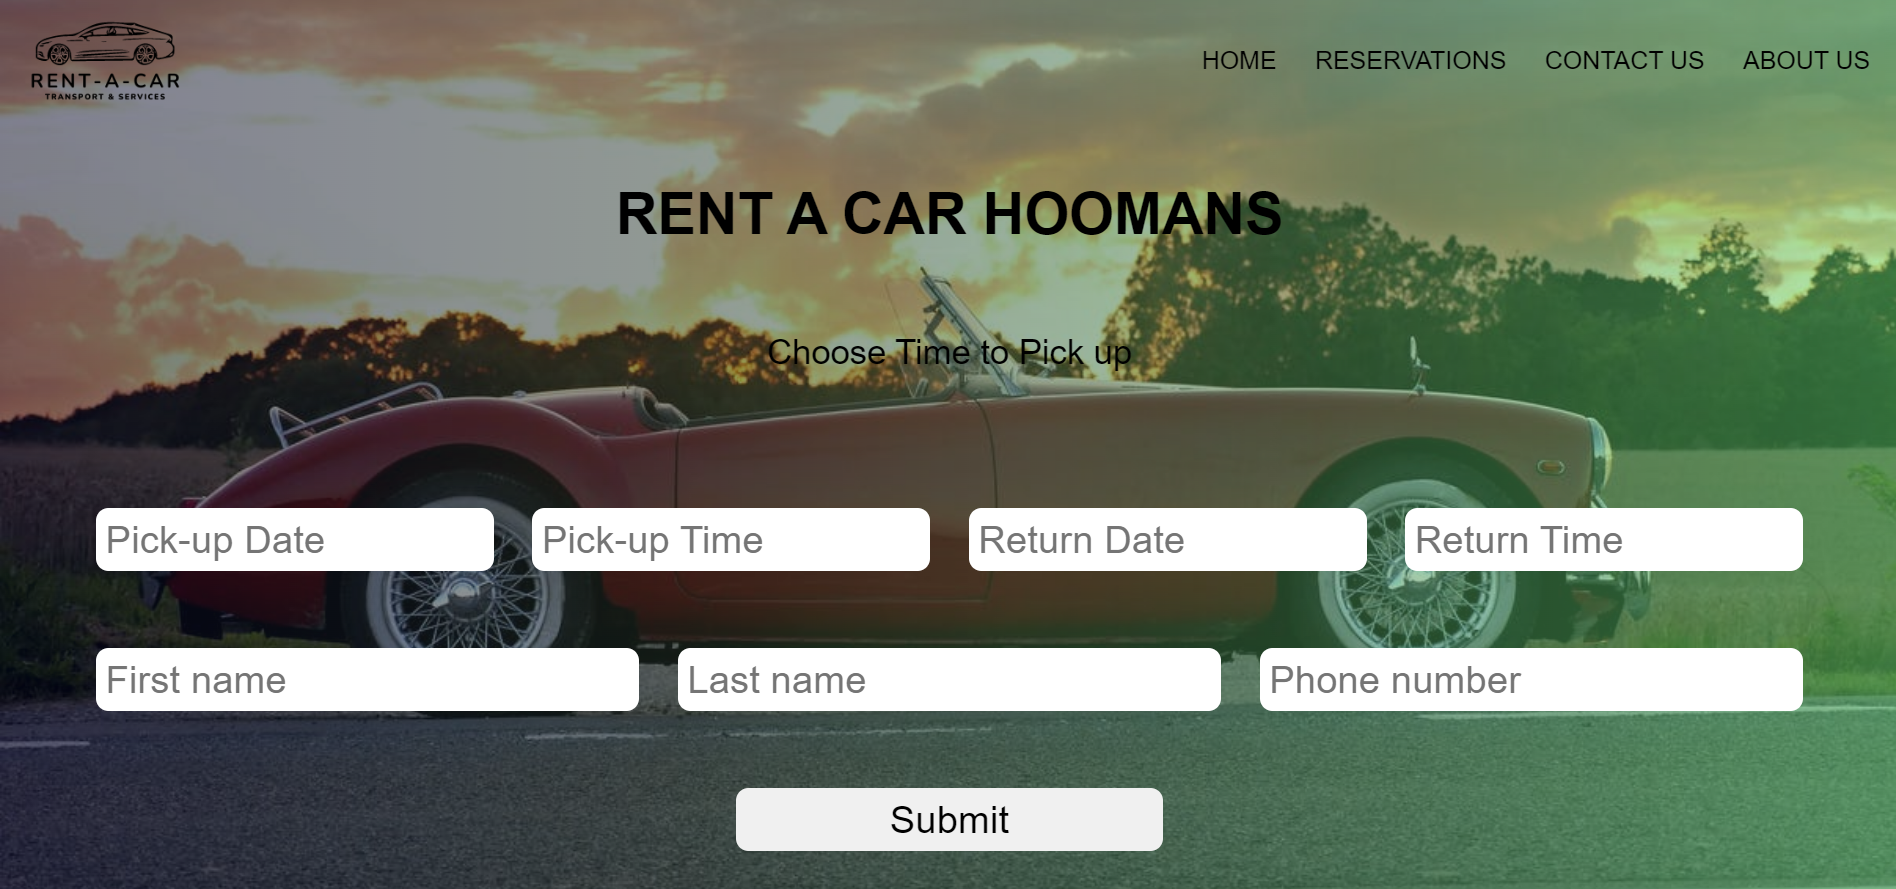 RENT-A-CAR
TRANSPORT & SERVICES
HOME RESERVATIONS CONTACT US ABOUT US
RENT A CAR HOOMANS
Choose Time to Pick up
Pick-up Date Pick-up Time Return Date Return Time
First name Last name Phone number
Submit